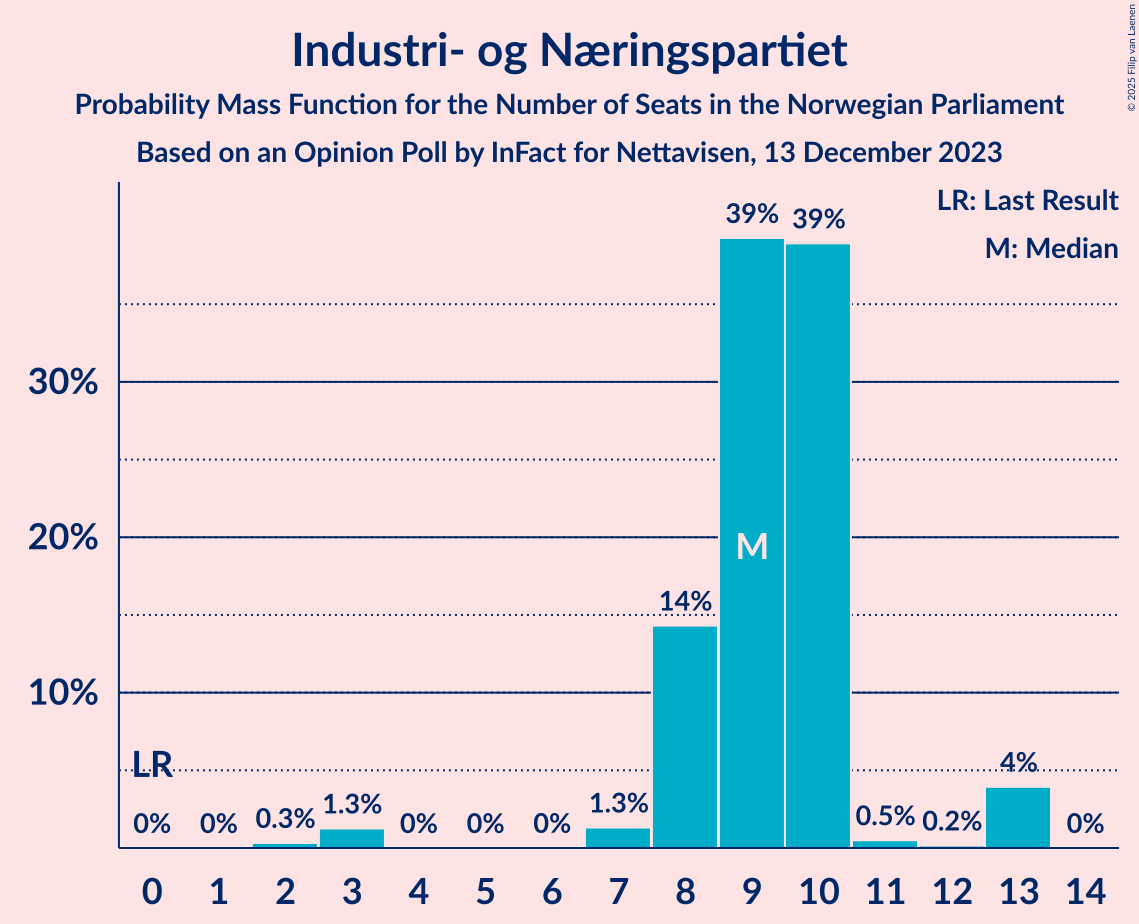 Industri- og Næringspartiet
Probability Mass Function for the Number of Seats in the Norwegian Parliament
Based on an Opinion Poll by InFact for Nettavisen, 13 December 2023
© 2025 Filip van Laenen
LR: Last Result
M: Median
39% 39%
30%
20%
M
14%
10%
LR
4%
0% 0% 0.3% 1.3% 0% 0% 0% 1.3% 0.5% 0.2% 0%
0 1 2 3 4 5 6 7 8 9 10 11 12 13 14